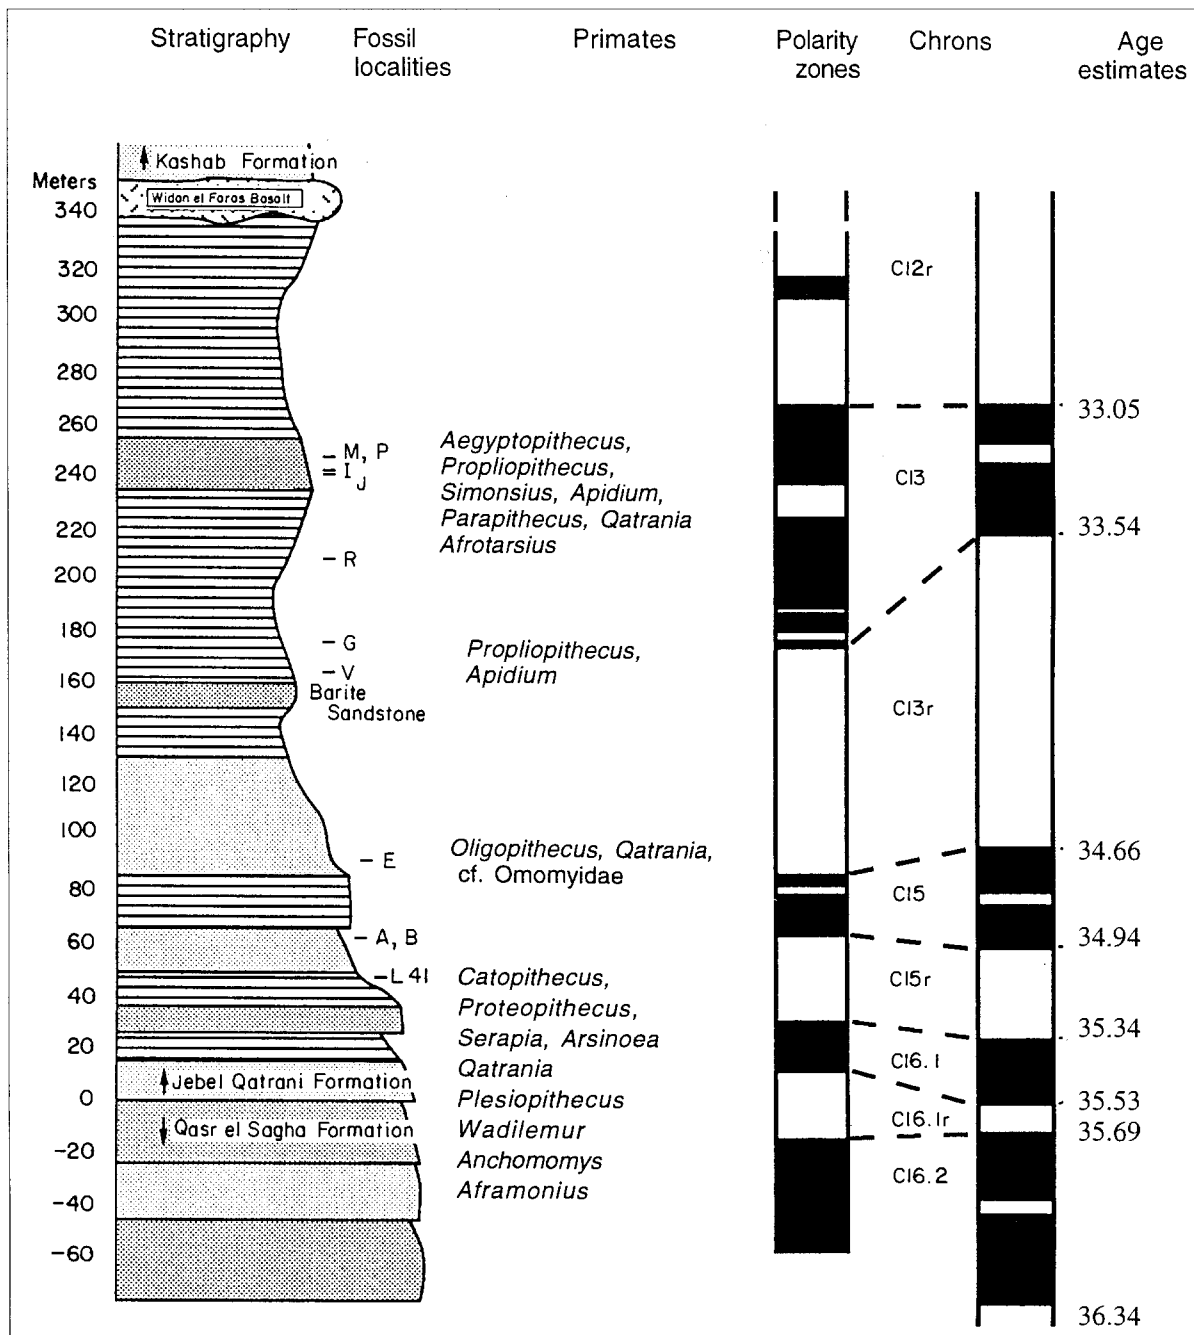 Stratigraphy
Fossil
localities
Primates
Polarity
zones
Chrons
Age
estimates
Kashab Formation
Meters
Widan el Faras Basalt
340
320
300
280
260
240
220
200
180
160
140
120
100
80
60
40
20
0
-20
-40
-60
M, P
I
J
R
G
V
Barite
Sandstone
E
A, B
L41
Jebel Qatrani Formation
Qasr el Sagha Formation
Aegyptopithecus,
Propliopithecus,
Simonsius, Apidium,
Parapithecus, Qatrania
Afrotarsius
Propliopithecus,
Apidium
Oligopithecus, Qatrania,
cf. Omomyidae
Catopithecus,
Proteopithecus,
Serapia, Arsinoea
Qatrania
Plesiopithecus
Wadilemur
Anchomomys
Aframonius
C12r
C13
C13r
C15
C15r
C16.1
C16.1r
C16.2
33.05
33.54
34.66
34.94
35.34
35.53
35.69
36.34